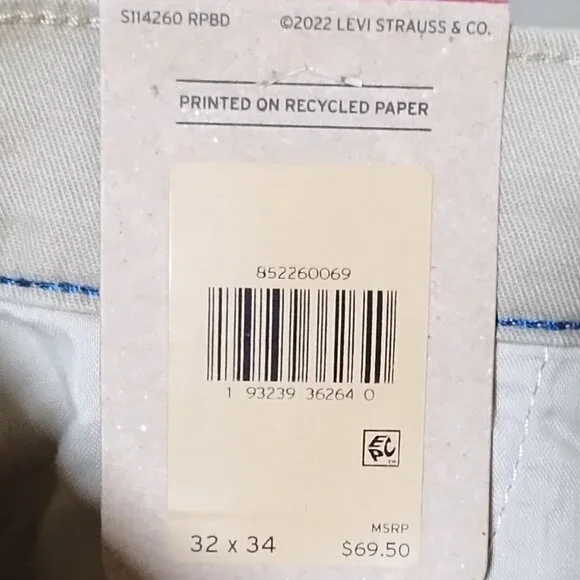 S114260 RPBD ©2022 LEVI STRAUSS & CO.
PRINTED ON RECYCLED PAPER
852260069
1 93239 36264 0
EPC™
32 x 34
MSRP
$69.50